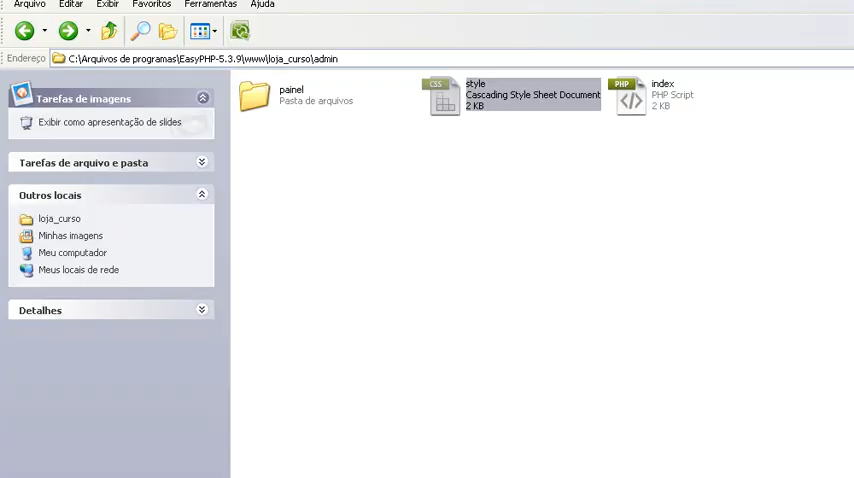 Arquivo Editar Exibir Favoritos Ferramentas Ajuda
Endereço C:\Arquivos de programas\EasyPHP-5.3.9\www\loja_curso\admin
Tarefas de imagens
Exibir como apresentação de slides
Tarefas de arquivo e pasta
Outros locais
loja_curso
Minhas imagens
Meu computador
Meus locais de rede
Detalhes
painel
Pasta de arquivos
CSS
style
Cascading Style Sheet Document
2 KB
PHP
index
PHP Script
2 KB